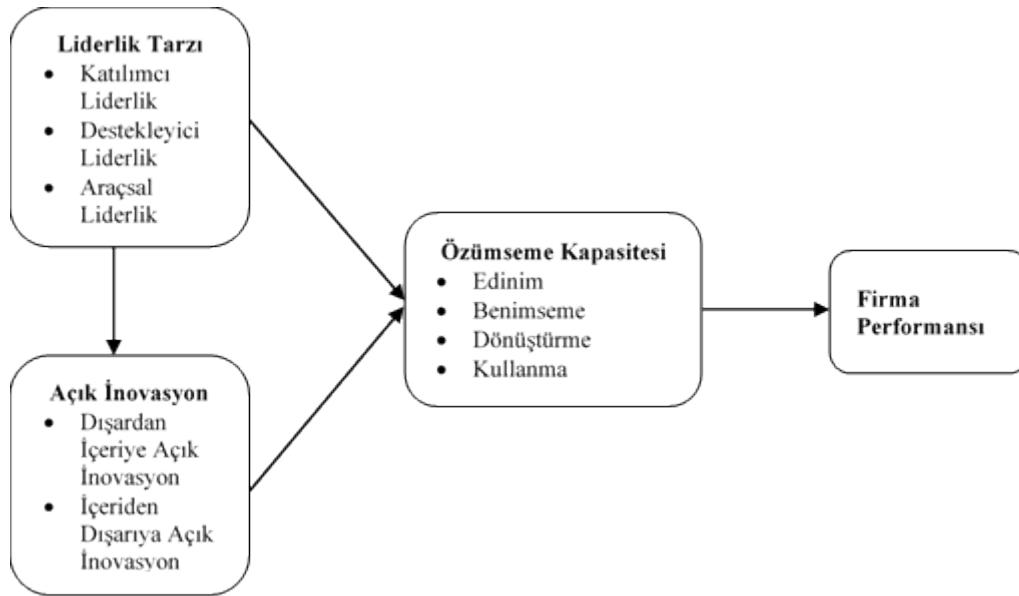 Liderlik Tarzı
• Katılımcı
Liderlik
• Destekleyici
Liderlik
• Araçsal
Liderlik
Açık İnovasyon
• Dışardan
İçeriye Açık
İnovasyon
• İçeriden
Dışarıya Açık
İnovasyon
Özümseme Kapasitesi
• Edinim
• Benimseme
• Dönüştürme
• Kullanma
Firma
Performansı